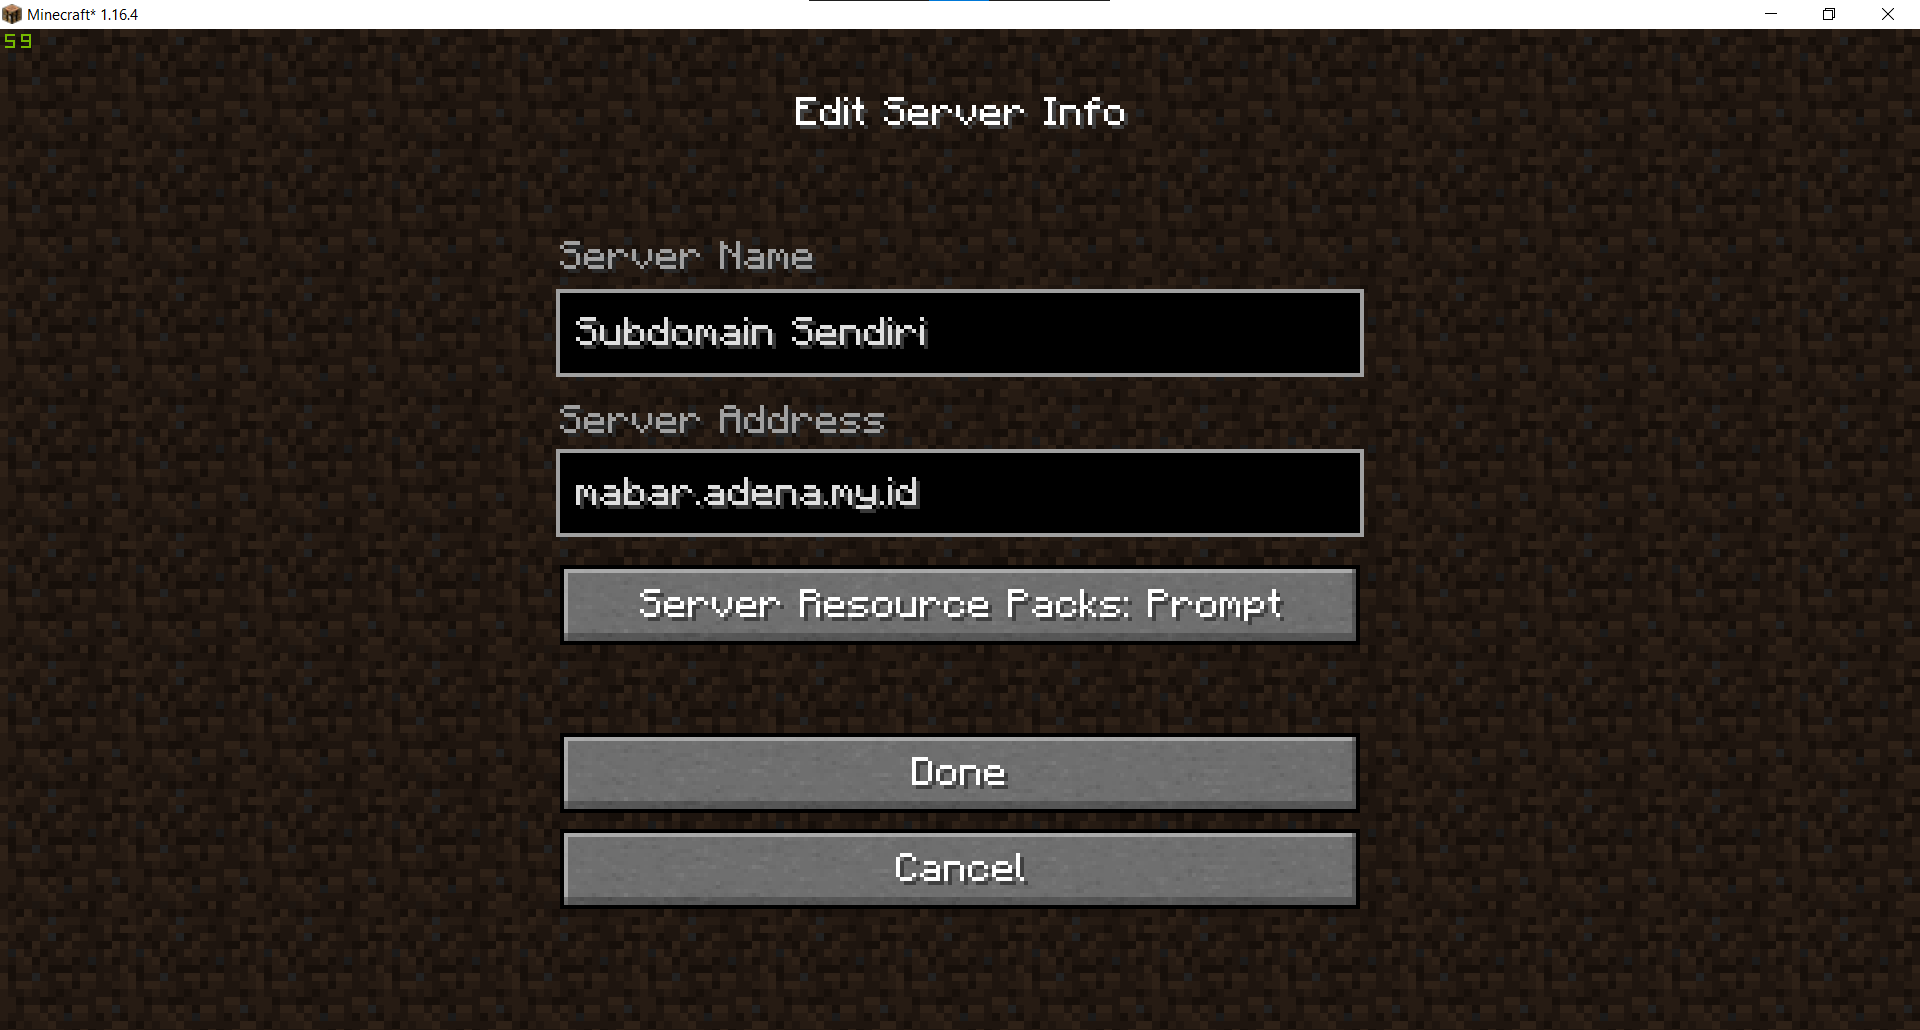 Minecraft* 1.16.4
59
Edit Server Info
Server Name
Subdomain Sendiri
Server Address
mabar.adena.my.id
Server Resource Packs: Prompt
Done
Cancel